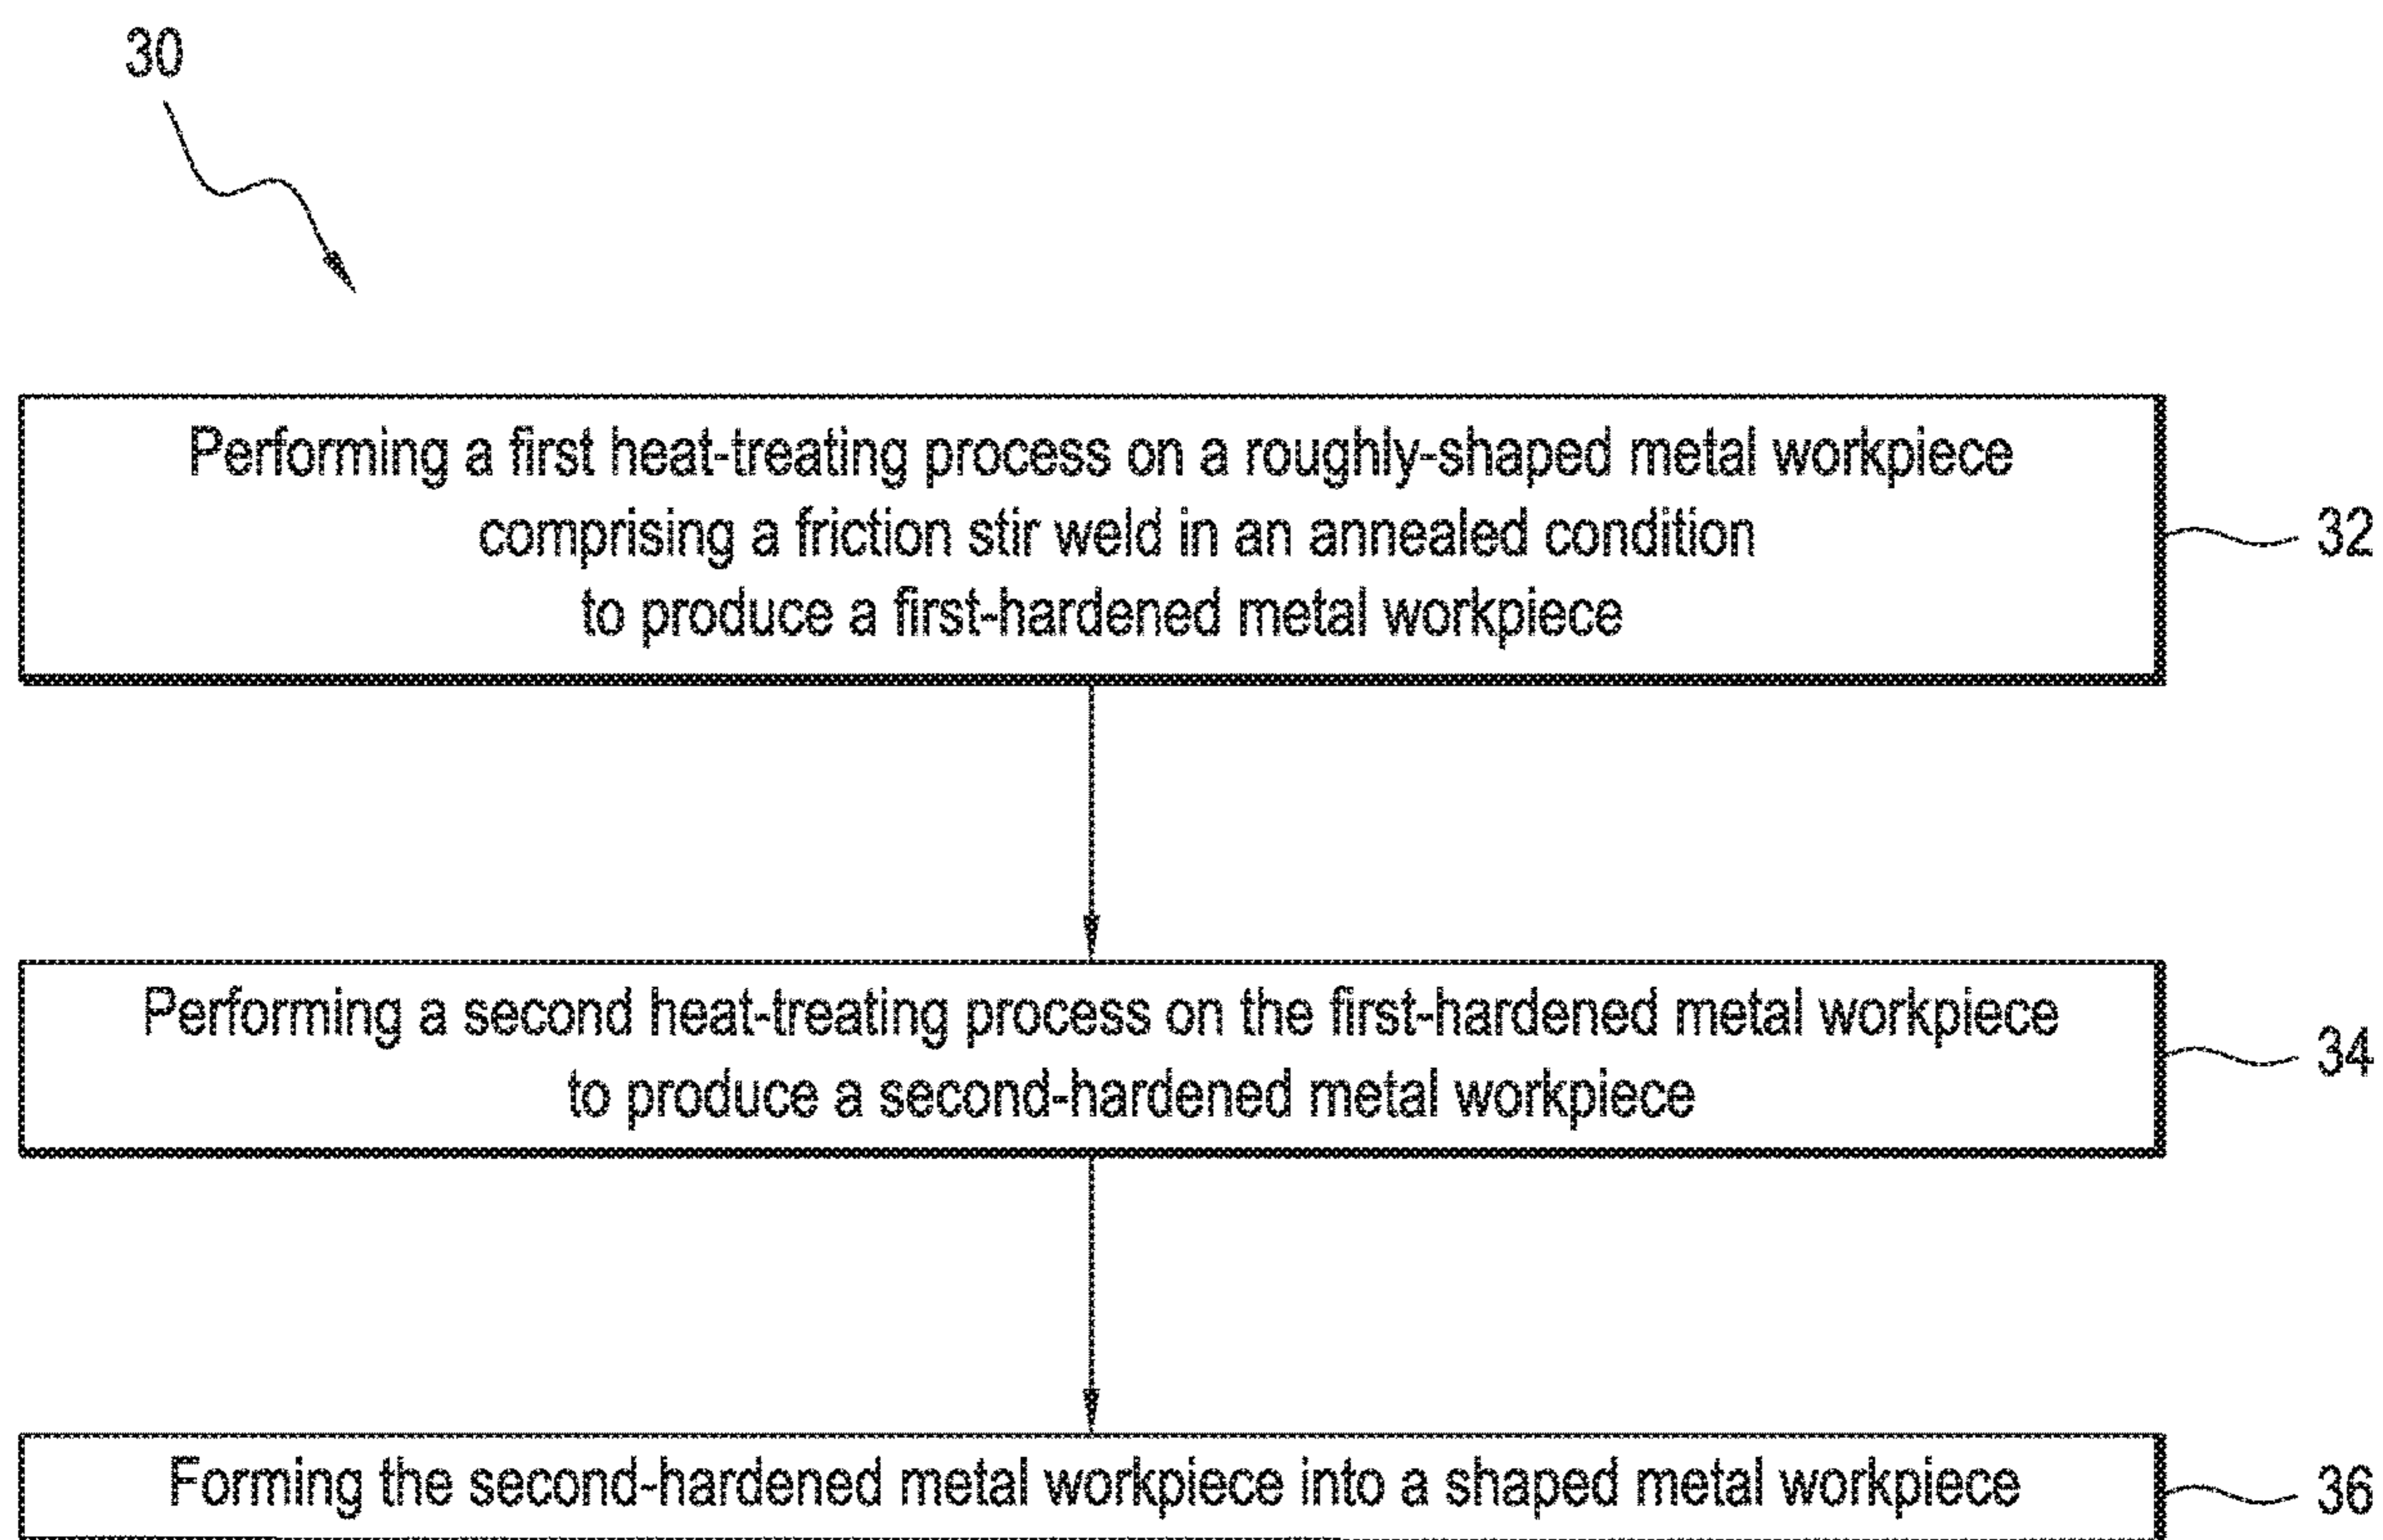 30
Performing a first heat-treating process on a roughly-shaped metal workpiece
comprising a friction stir weld in an annealed condition
to produce a first-hardened metal workpiece
32
Performing a second heat-treating process on the first-hardened metal workpiece
to produce a second-hardened metal workpiece
34
Forming the second-hardened metal workpiece into a shaped metal workpiece
36